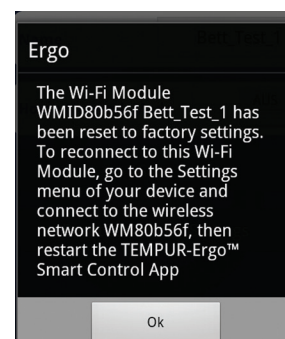 Ergo
The Wi-Fi Module
WMID80b56f Bett_Test_1 has
been reset to factory settings.
To reconnect to this Wi-Fi
Module, go to the Settings
menu of your device and
connect to the wireless
network WM80b56f, then
restart the TEMPUR-Ergo™
Smart Control App
Ok